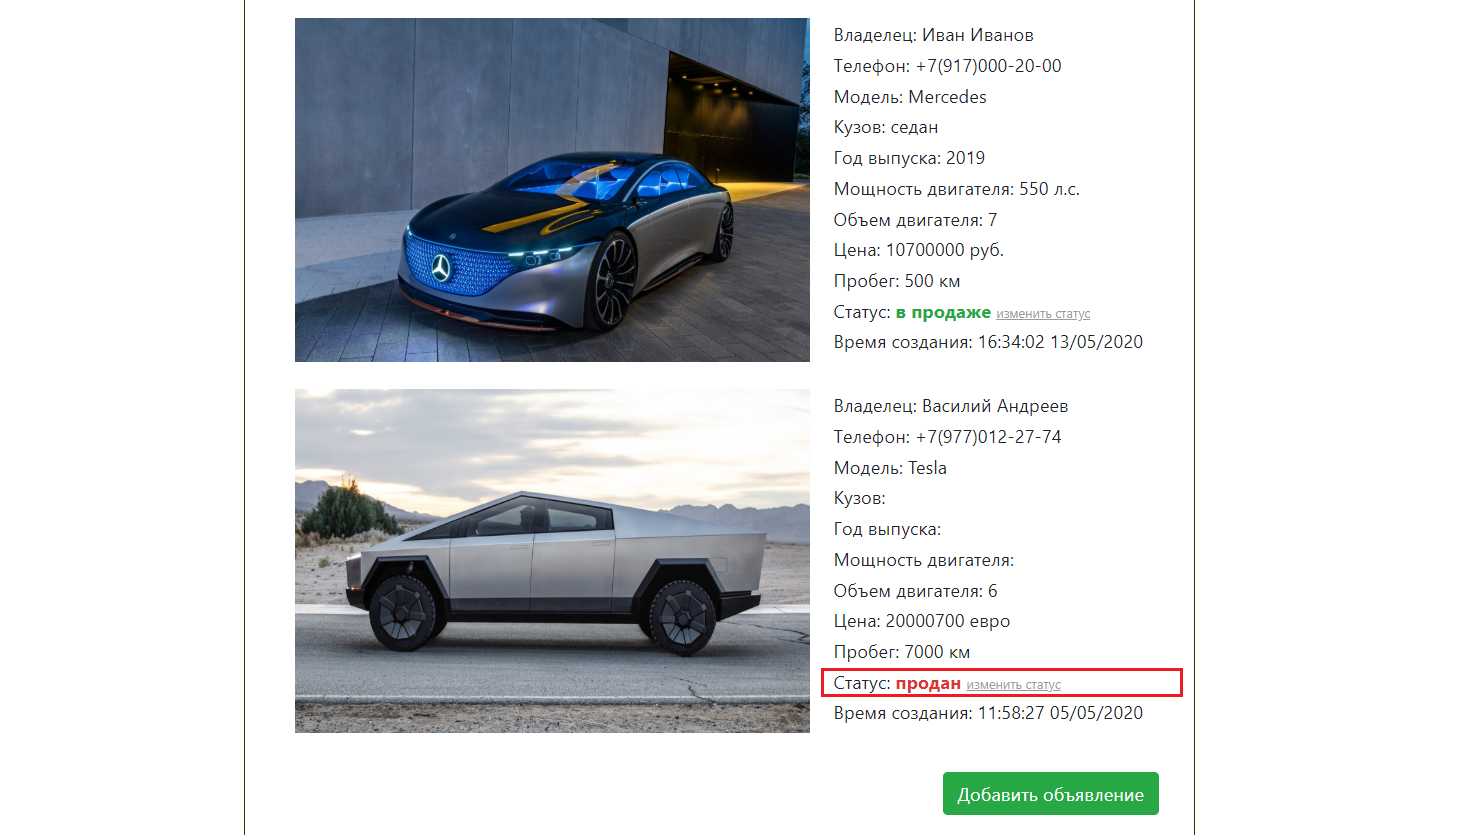 Владелец: Иван Иванов
Телефон: +7(917)000-20-00
Модель: Mercedes
Кузов: седан
Год выпуска: 2019
Мощность двигателя: 550 л.с.
Объем двигателя: 7
Цена: 10700000 руб.
Пробег: 500 км
Статус: в продаже изменить статус
Время создания: 16:34:02 13/05/2020
Владелец: Василий Андреев
Телефон: +7(977)012-27-74
Модель: Tesla
Кузов:
Год выпуска:
Мощность двигателя:
Объем двигателя: 6
Цена: 20000700 евро
Пробег: 7000 км
Статус: продан изменить статус
Время создания: 11:58:27 05/05/2020
Добавить объявление